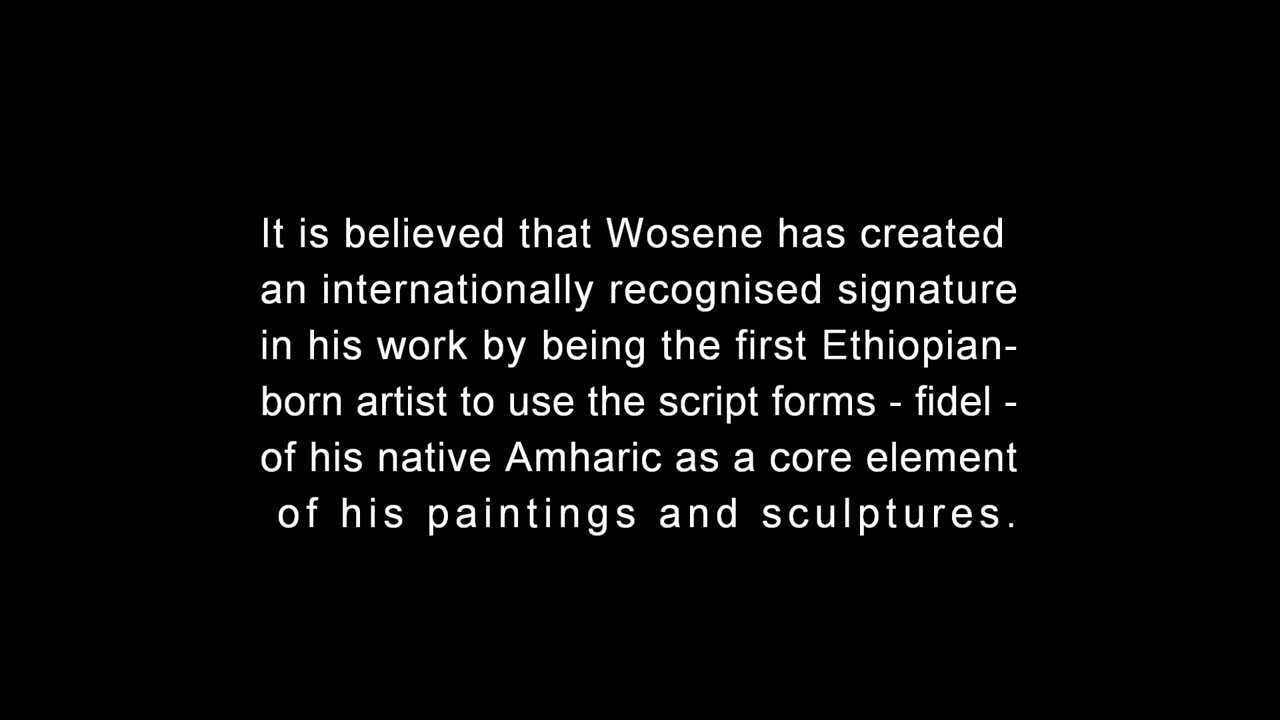 It is believed that Wosene has created
an internationally recognised signature
in his work by being the first Ethiopian-
born artist to use the script forms - fidel -
of his native Amharic as a core element
of his paintings and sculptures.